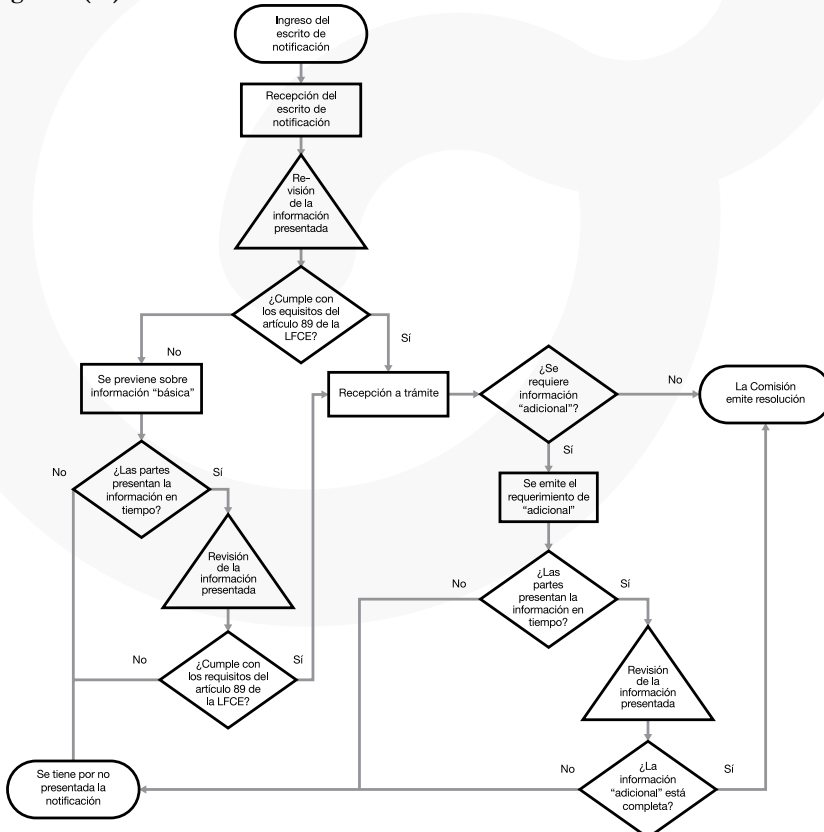 Ingreso del
escrito de
notificación
Recepción del
escrito de
notificación
Re-
visión
de la
información
presentada
¿Cumple con
los equisitos del
artículo 89 de la
LFCE?
No
Sí
Se previene sobre
información “básica”
Recepción a trámite
¿Se
requiere
información
“adicional”?
No
La Comisión
emite resolución
Sí
Se emite el
requerimiento de
“adicional”
No
¿Las partes
presentan la
información en
tiempo?
Sí
Revisión
de la
información
presentada
No
¿Cumple con
los requisitos del
artículo 89 de
la LFCE?
Sí
No
¿Las
partes
presentan la
información en
tiempo?
Sí
Revisión
de la
información
presentada
No
¿La
información
“adicional” está
completa?
Sí
Se tiene por no
presentada la
notificación